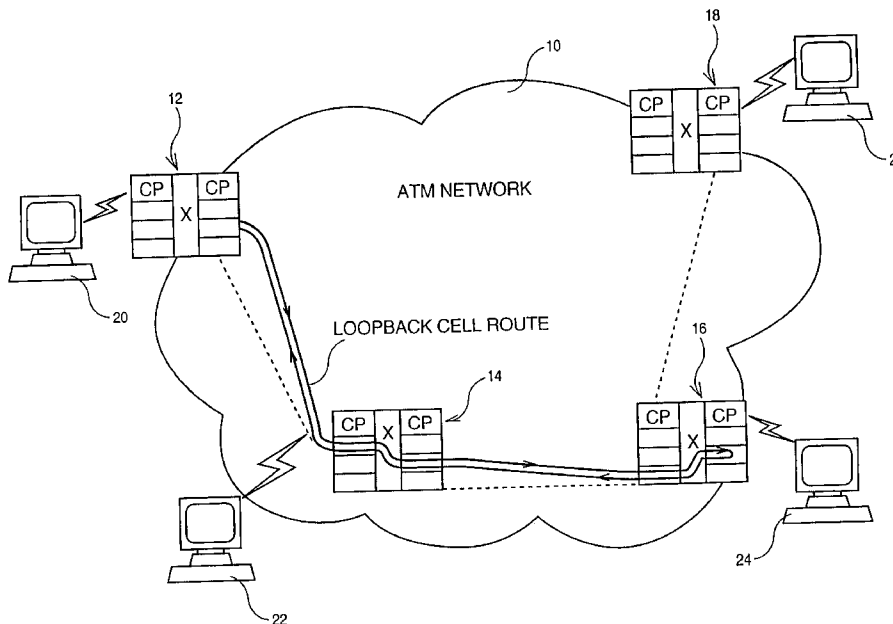 10
18
CP
X
CP
12
CP
X
CP
ATM NETWORK
20
LOOPBACK CELL ROUTE
16
14
CP
X
CP
CP
X
CP
24
22